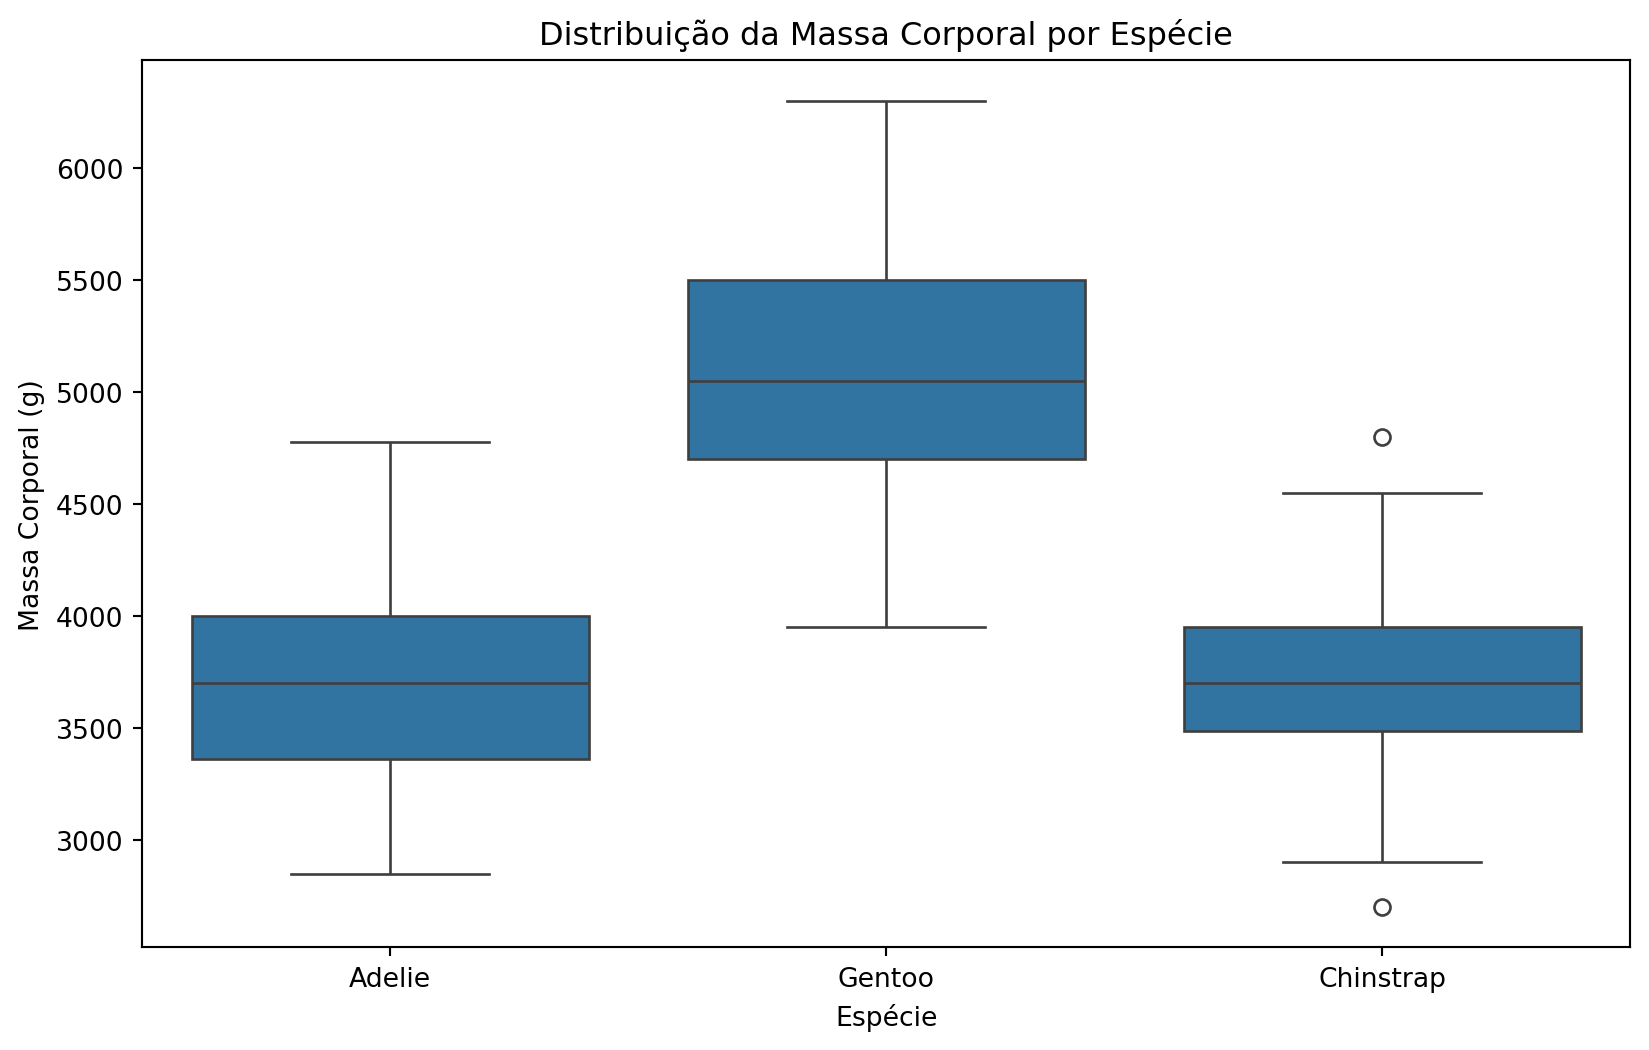 Distribuição da Massa Corporal por Espécie
Massa Corporal (g)
6000
5500
5000
4500
4000
3500
3000
Adelie
Gentoo
Chinstrap
Espécie